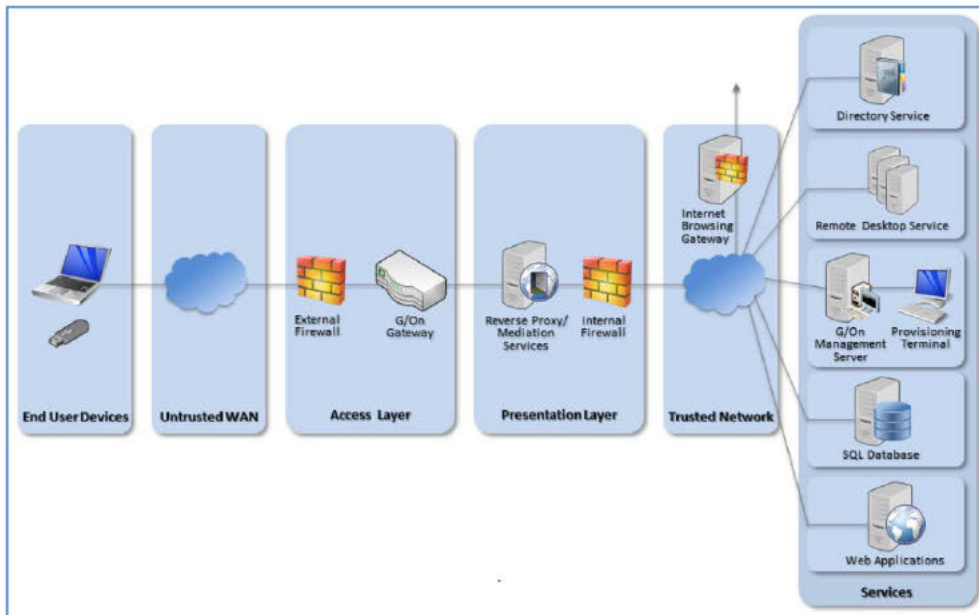 End User Devices
Untrusted WAN
External
Firewall
G/On
Gateway
Access Layer
Reverse Proxy/
Mediation
Services
Internal
Firewall
Presentation Layer
Internet
Browsing
Gateway
Trusted Network
Directory Service
Remote Desktop Service
G/On
Management
Server
Provisioning
Terminal
SQL Database
Web Applications
Services